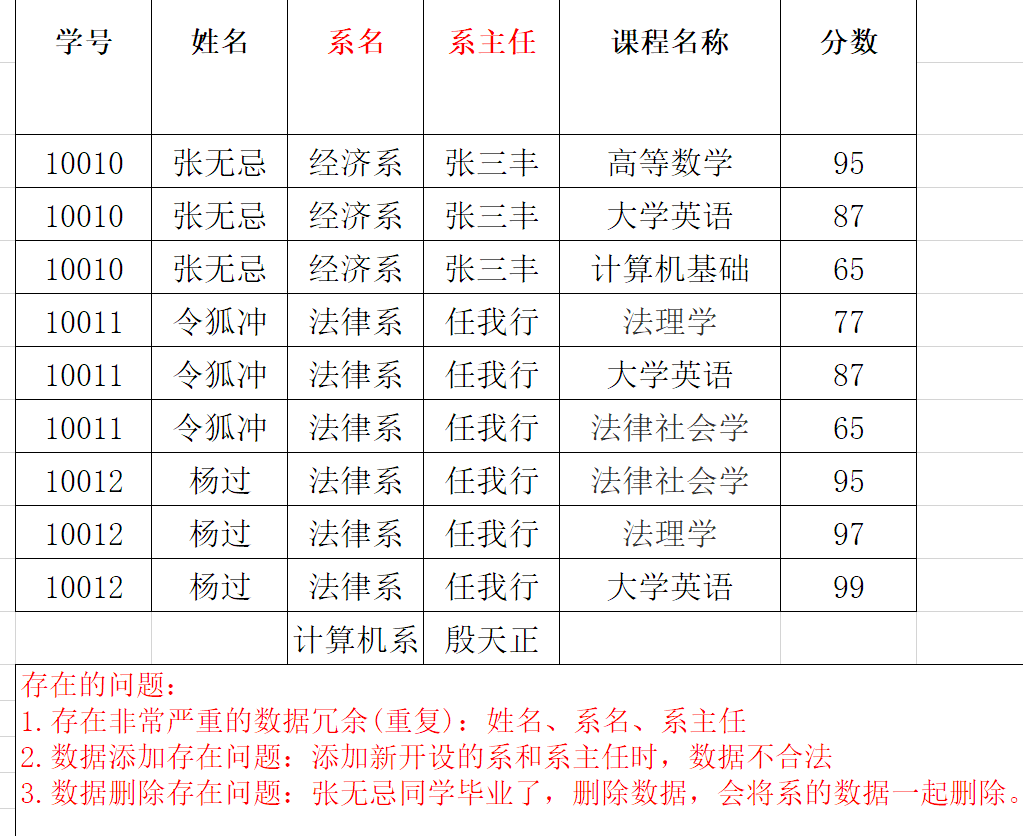 学号 姓名 系名 系主任 课程名称 分数
10010 张无忌 经济系 张三丰 高等数学 95
10010 张无忌 经济系 张三丰 大学英语 87
10010 张无忌 经济系 张三丰 计算机基础 65
10011 令狐冲 法律系 任我行 法理学 77
10011 令狐冲 法律系 任我行 大学英语 87
10011 令狐冲 法律系 任我行 法律社会学 65
10012 杨过 法律系 任我行 法律社会学 95
10012 杨过 法律系 任我行 法理学 97
10012 杨过 法律系 任我行 大学英语 99
计算机系 殷天正
存在的问题：
1.存在非常严重的数据冗余(重复)：姓名、系名、系主任
2.数据添加存在问题：添加新开设的系和系主任时，数据不合法
3.数据删除存在问题：张无忌同学毕业了，删除数据，会将系的数据一起删除。